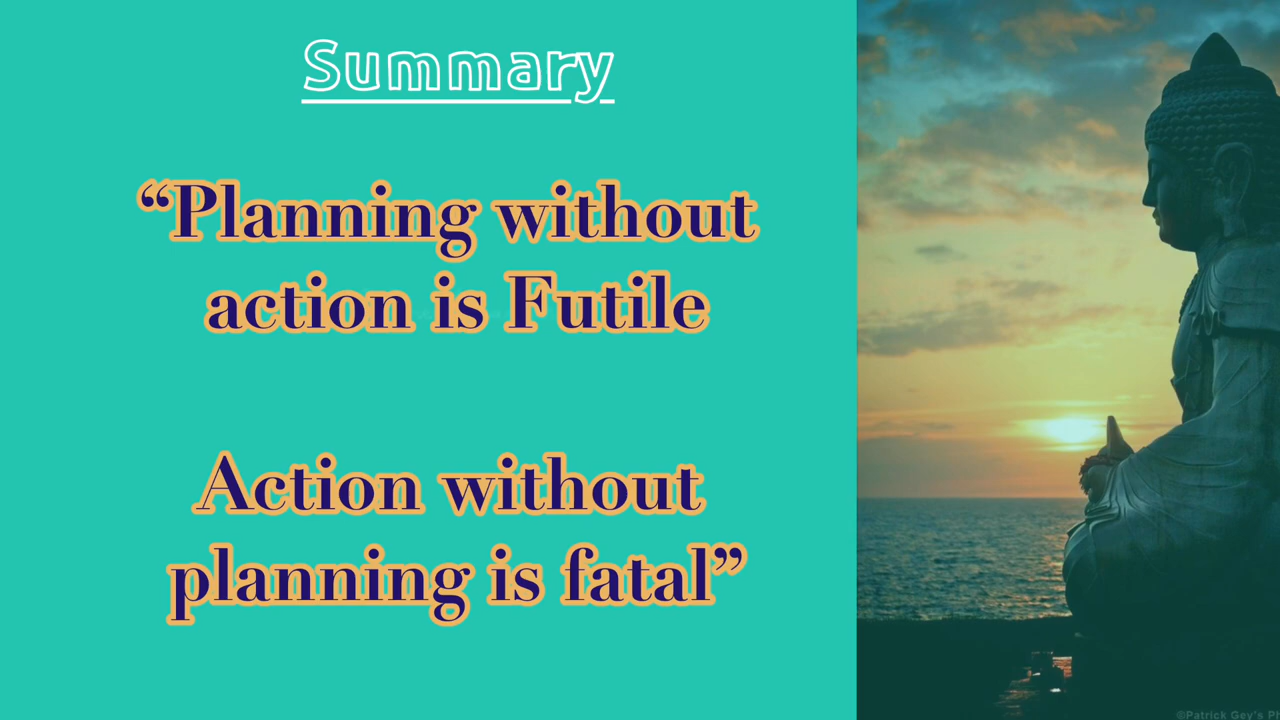 Summary
“Planning without
action is Futile
Action without
planning is fatal”
©Patrick Gey's